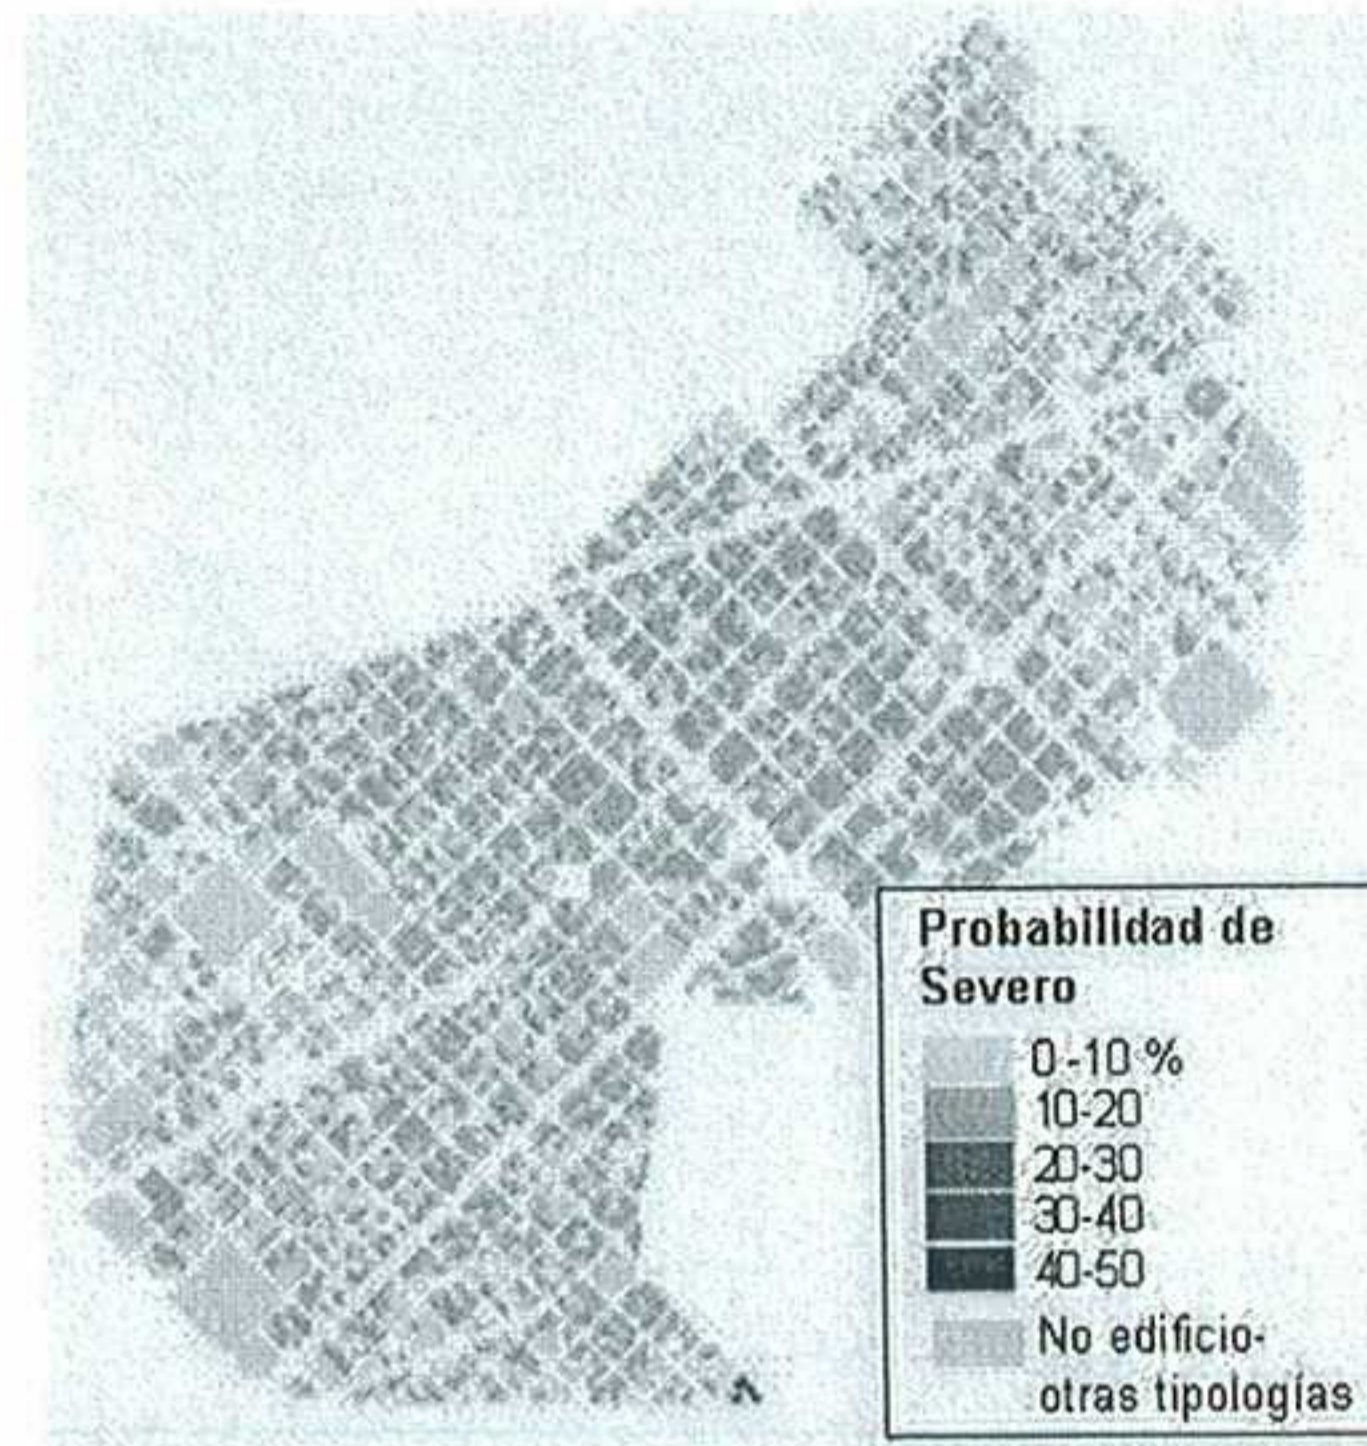 Probabilidad de
Severo
0-10 %
10-20
20-30
30-40
40-50
No edificio-
otras tipologías